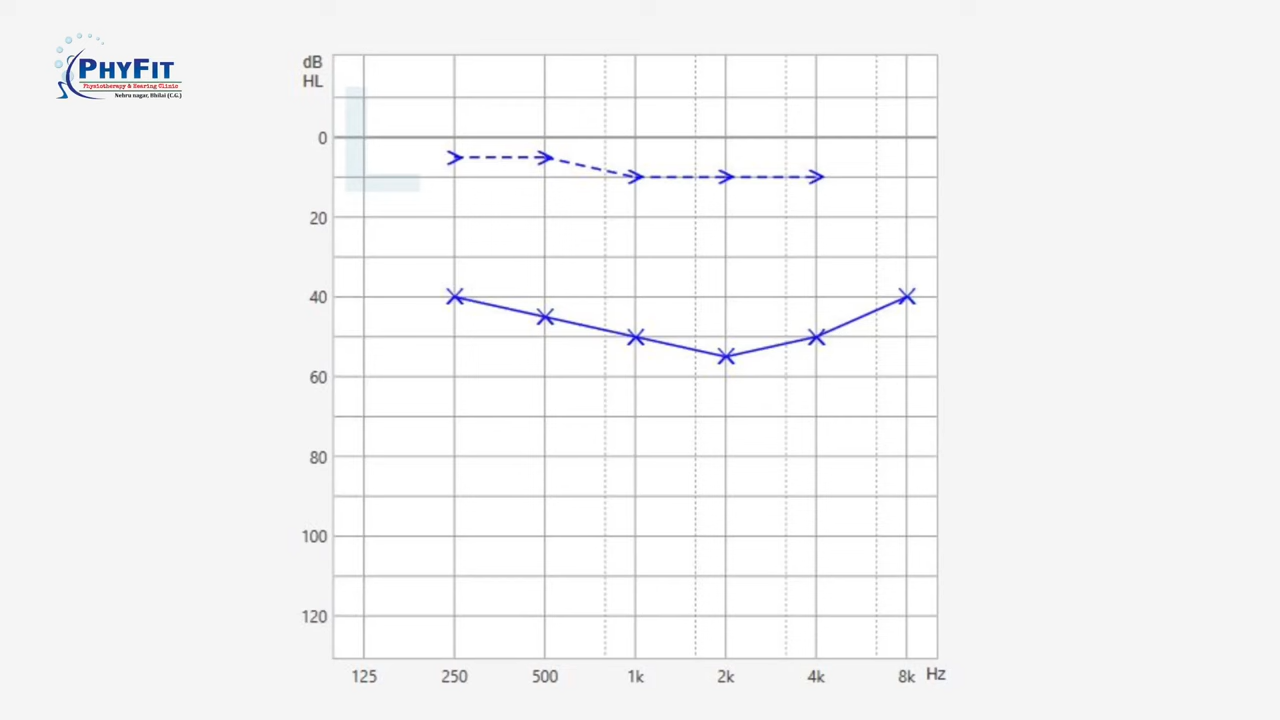 PHYFIT
Physiotherapy & Hearing Clinic
Nehru nagar, Bhilai (C.G.)
dB
HL
L
0
20
40
60
80
100
120
125 250 500 1k 2k 4k 8k Hz